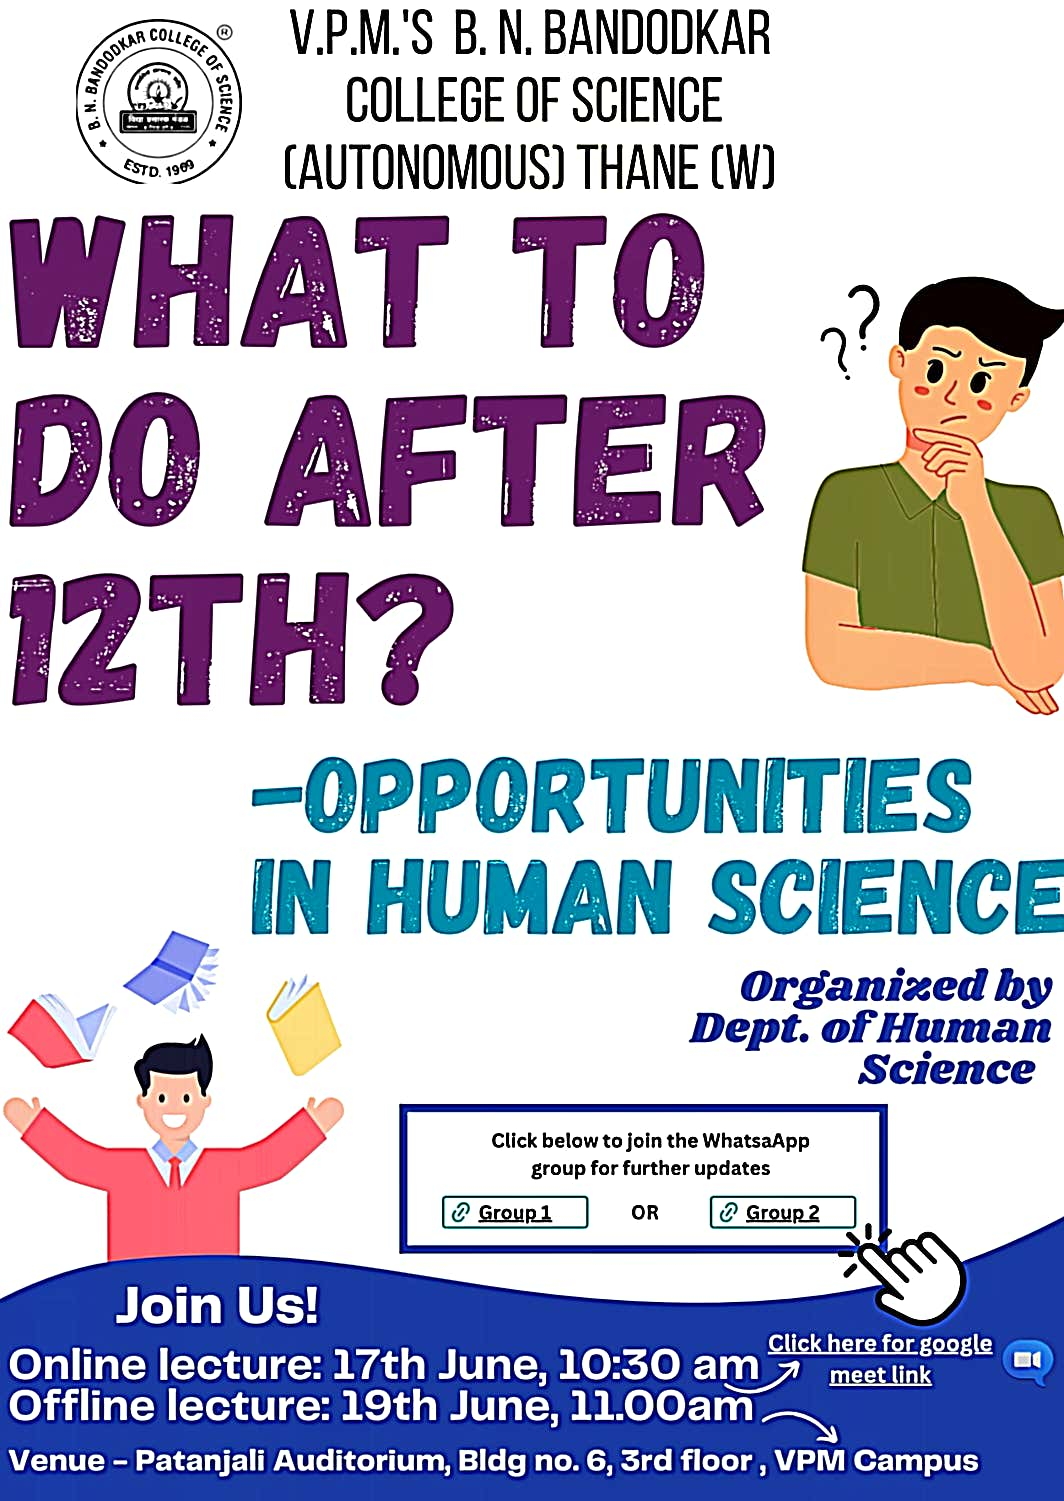 V.P.M.'S B. N. BANDODKAR
COLLEGE OF SCIENCE
(AUTONOMOUS) THANE (W)
B. N. BANDODKAR COLLEGE OF SCIENCE
ESTD. 1969
®
WHAT TO
DO AFTER
12TH?
??
–OPPORTUNITIES
IN HUMAN SCIENCE
Organized by
Dept. of Human
Science
Click below to join the WhatsaApp
group for further updates
Group 1 OR Group 2
Join Us!
Online lecture: 17th June, 10:30 am
Click here for google
meet link
Offline lecture: 19th June, 11.00am
Venue – Patanjali Auditorium, Bldg no. 6, 3rd floor , VPM Campus